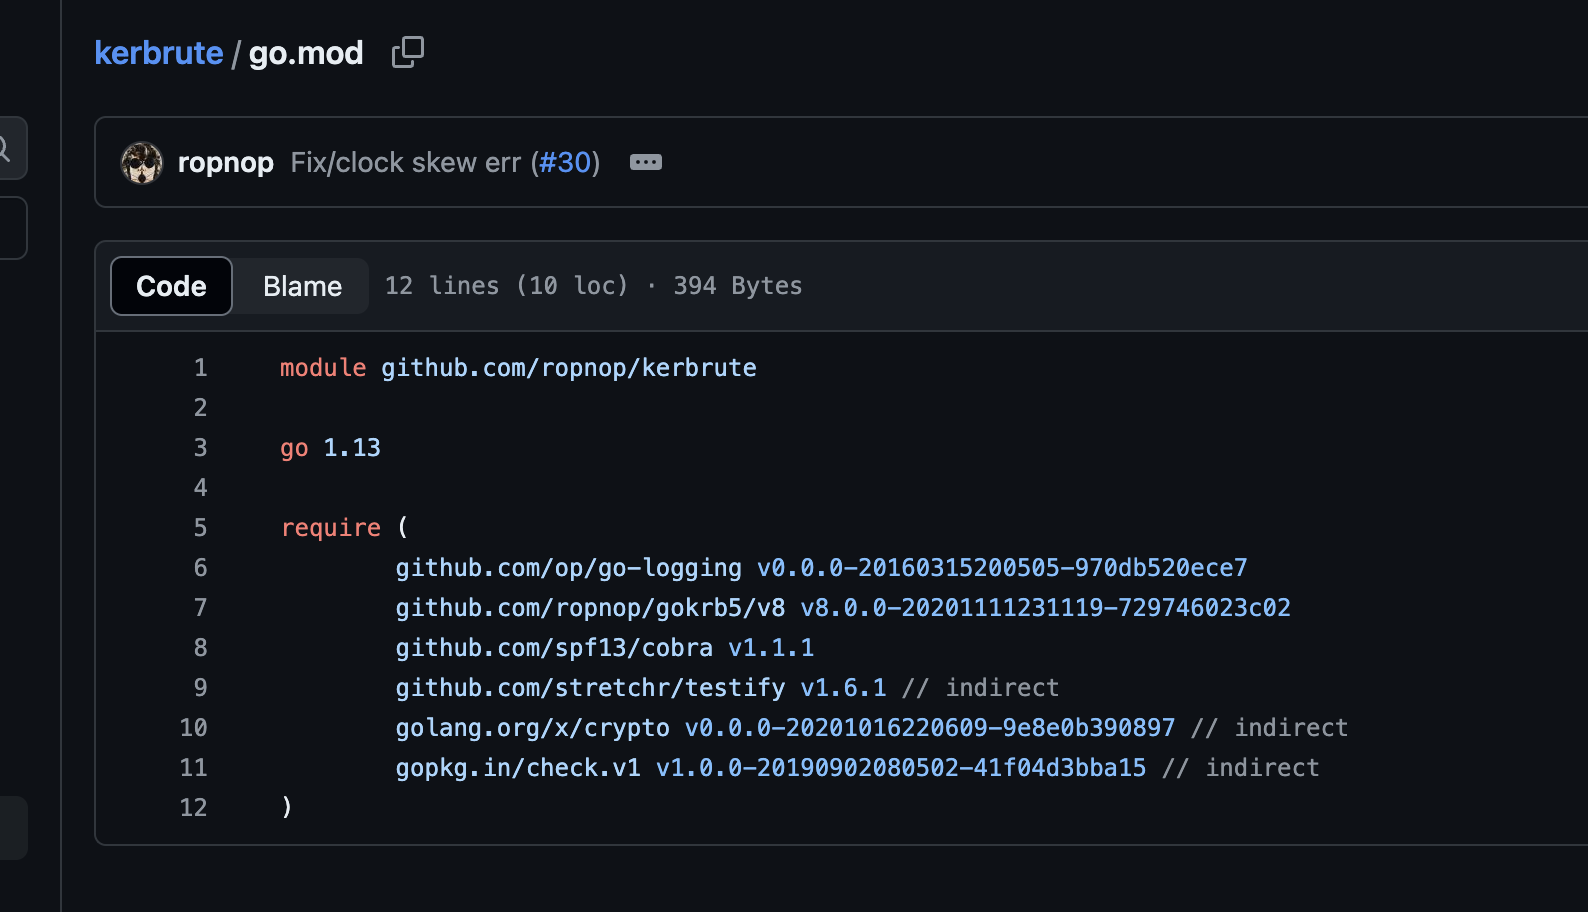 kerbrute / go.mod
ropnop Fix/clock skew err (#30)
Code Blame 12 lines (10 loc) · 394 Bytes
1 module github.com/ropnop/kerbrute
2
3 go 1.13
4
5 require (
6 github.com/op/go-logging v0.0.0-20160315200505-970db520ece7
7 github.com/ropnop/gokrb5/v8 v8.0.0-20201111231119-729746023c02
8 github.com/spf13/cobra v1.1.1
9 github.com/stretchr/testify v1.6.1 // indirect
10 golang.org/x/crypto v0.0.0-20201016220609-9e8e0b390897 // indirect
11 gopkg.in/check.v1 v1.0.0-20190902080502-41f04d3bba15 // indirect
12 )